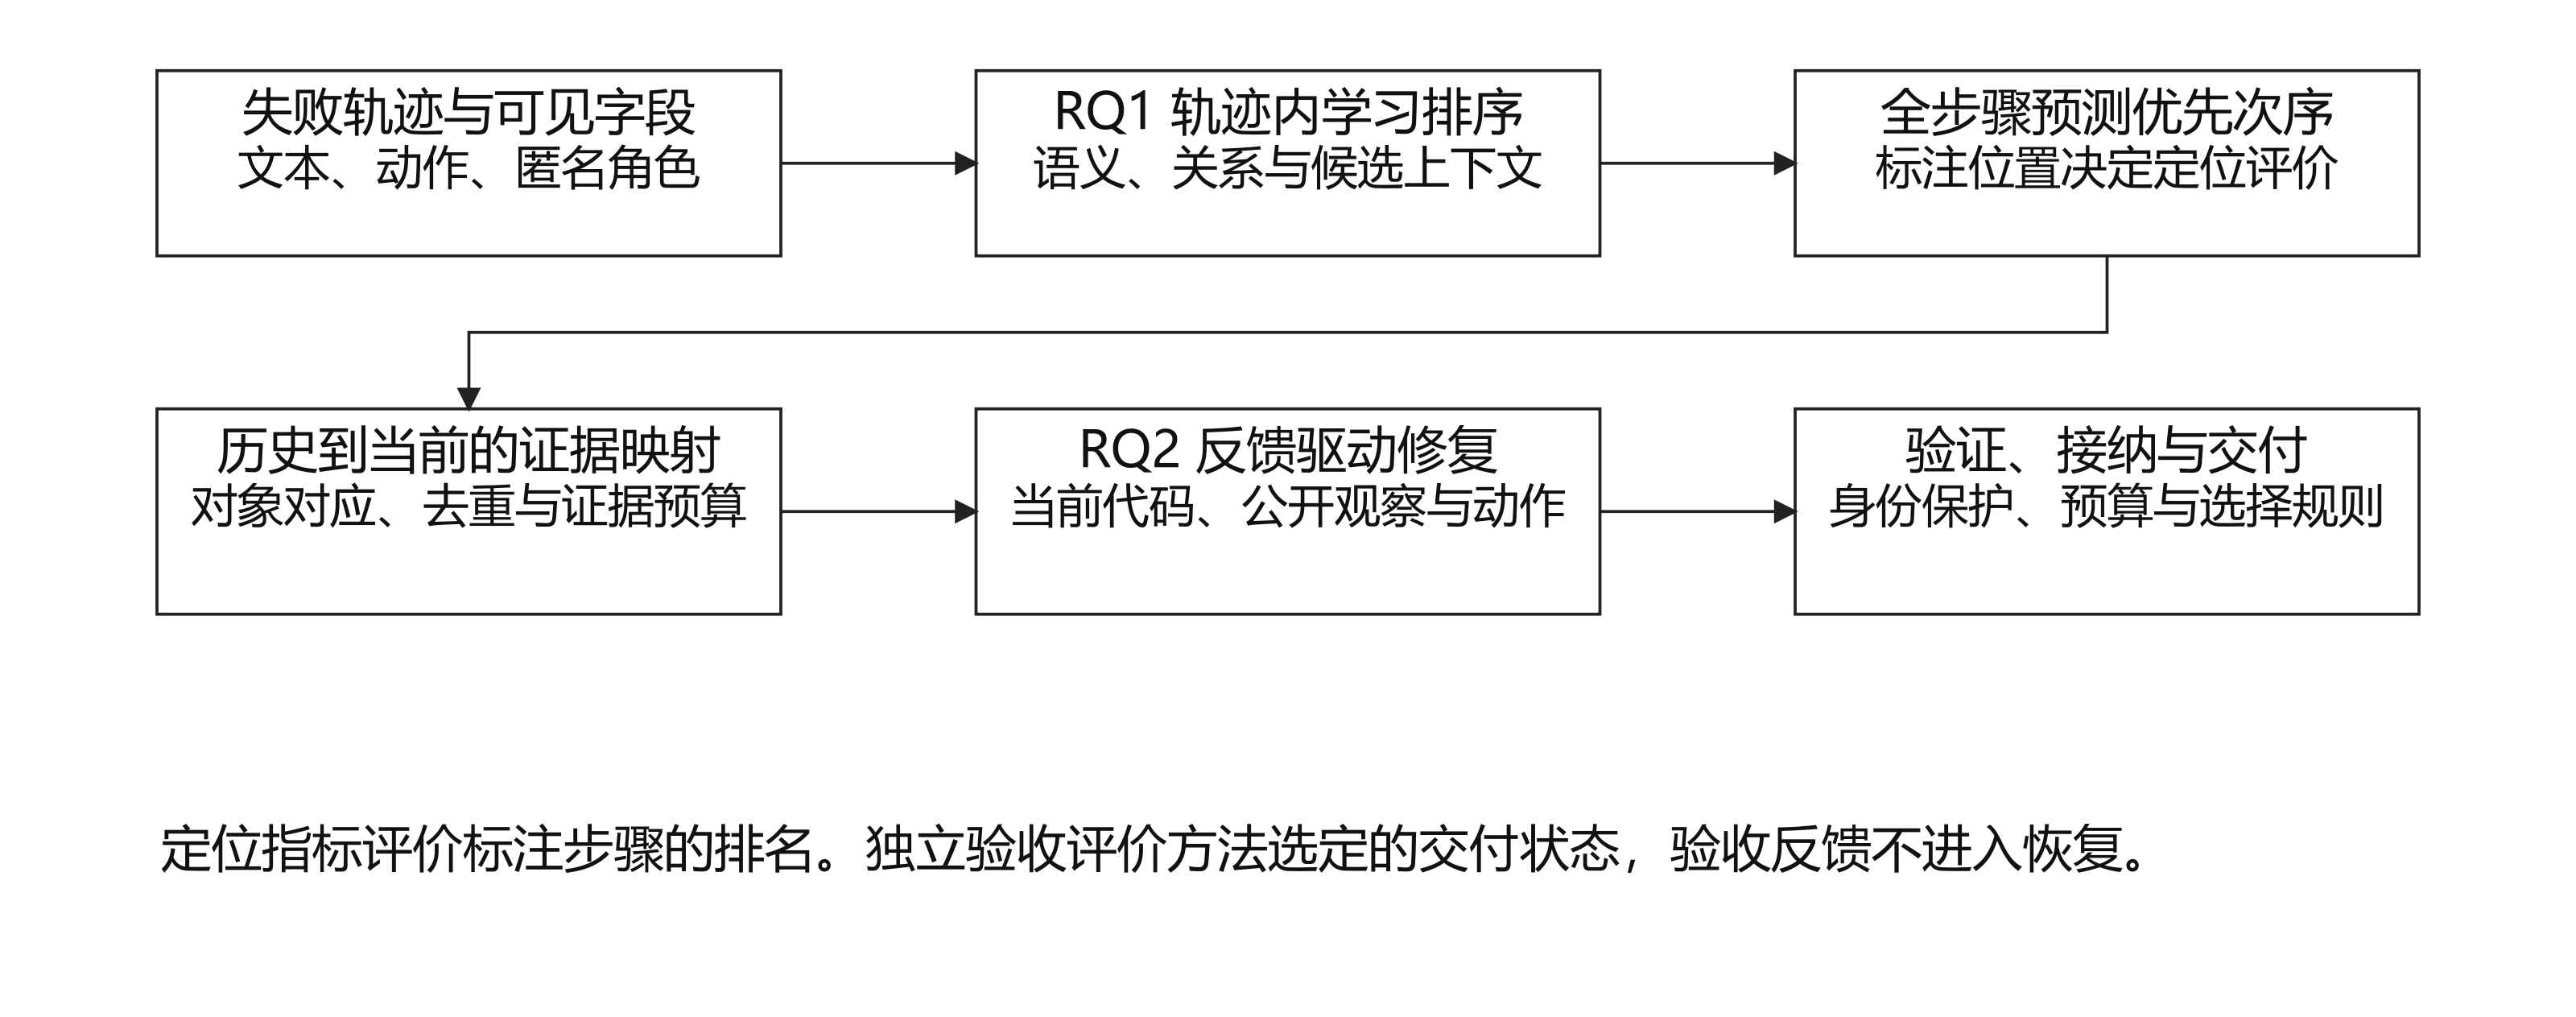 失败轨迹与可见字段
文本、动作、匿名角色
RQ1 轨迹内学习排序
语义、关系与候选上下文
全步骤预测优先次序
标注位置决定定位评价
历史到当前的证据映射
对象对应、去重与证据预算
RQ2 反馈驱动修复
当前代码、公开观察与动作
验证、接纳与交付
身份保护、预算与选择规则
定位指标评价标注步骤的排名。独立验收评价方法选定的交付状态，验收反馈不进入恢复。